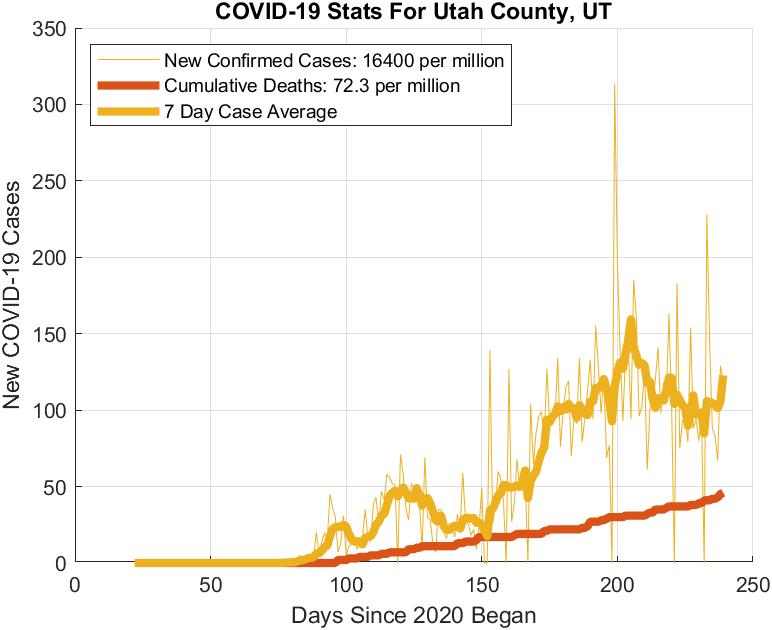 COVID-19 Stats For Utah County, UT
350
300
250
200
150
100
50
0
New COVID-19 Cases
New Confirmed Cases: 16400 per million
Cumulative Deaths: 72.3 per million
7 Day Case Average
0
50
100
150
200
250
Days Since 2020 Began